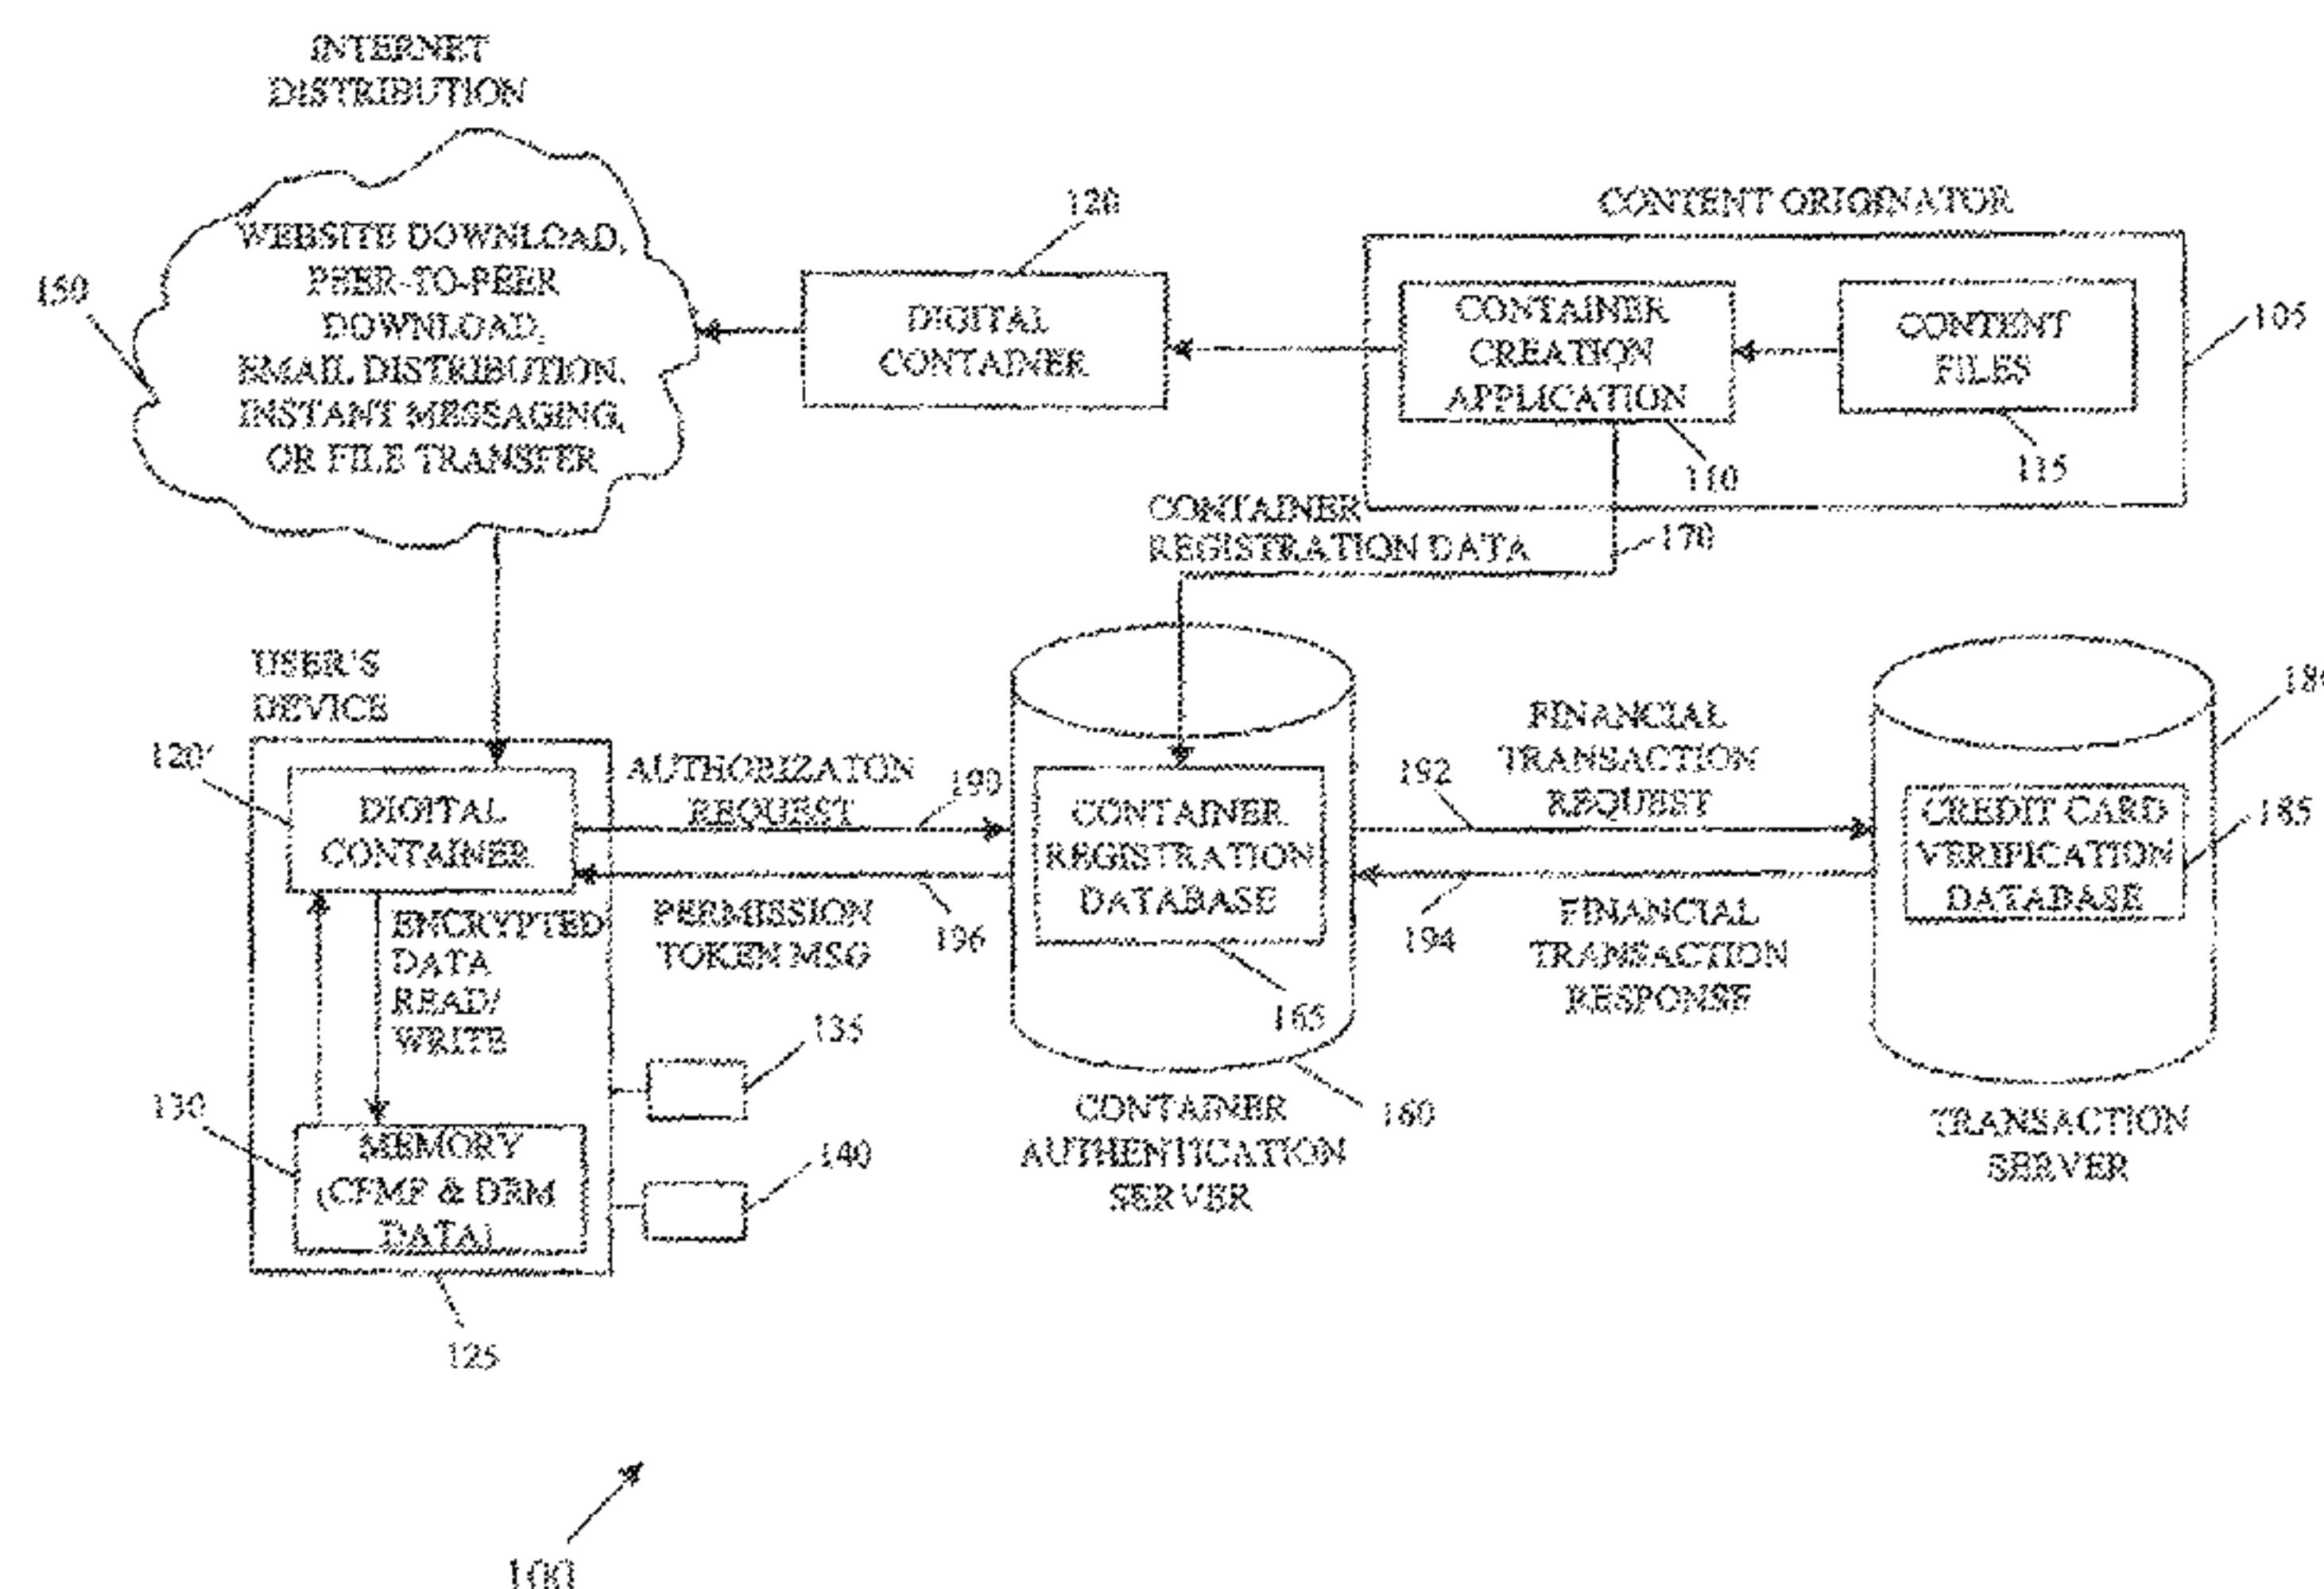 INTERNET
DISTRIBUTION
WEBSITE DOWNLOAD,
PEER-TO-PEER
DOWNLOAD,
EMAIL DISTRIBUTION,
INSTANT MESSAGING,
OR FILE TRANSFER
150
120
DIGITAL
CONTAINER
CONTENT ORIGINATOR
CONTAINER
CREATION
APPLICATION
110
CONTENT
FILES
115
105
CONTAINER
REGISTRATION DATA
170
USER'S
DEVICE
120'
DIGITAL
CONTAINER
ENCRYPTED
DATA
READ/
WRITE
130
MEMORY
(CFMF & DRM
DATA)
125
135
140
AUTHORIZATON
REQUEST
190
PERMISSION
TOKEN MSG
196
CONTAINER
REGISTRATION
DATABASE
165
160
CONTAINER
AUTHENTICATION
SERVER
192
FINANCIAL
TRANSACTION
REQUEST
194
FINANCIAL
TRANSACTION
RESPONSE
CREDIT CARD
VERIFICATION
DATABASE
185
TRANSACTION
SERVER
100